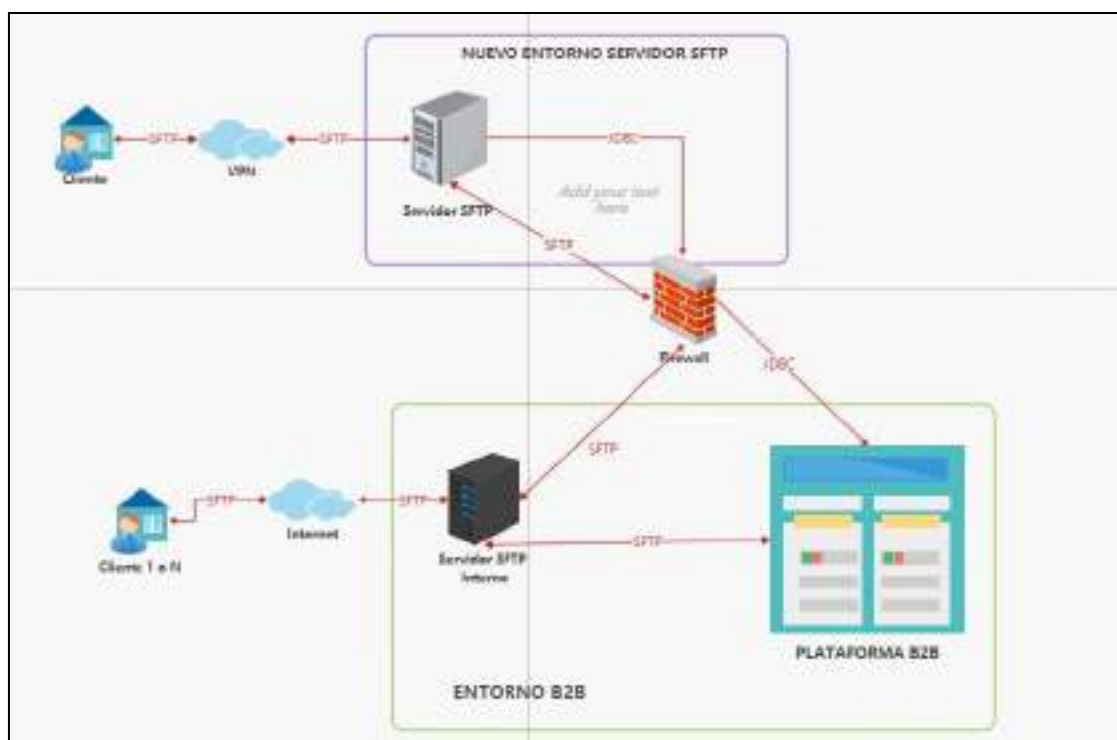 NUEVO ENTORNO SERVIDOR SFTP
SFTP
SFTP
JDBC
Cliente
VPN
Servidor SFTP
Add your text
here
SFTP
Firewall
JDBC
SFTP
SFTP
SFTP
Internet
Cliente 1 a N
Servidor SFTP
Interno
SFTP
PLATAFORMA B2B
ENTORNO B2B